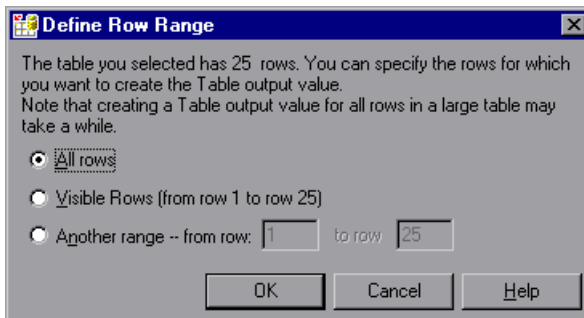 Define Row Range
The table you selected has 25 rows. You can specify the rows for which
you want to create the Table output value.
Note that creating a Table output value for all rows in a large table may
take a while.
All rows
Visible Rows (from row 1 to row 25)
Another range -- from row: 1 to row 25
OK Cancel Help